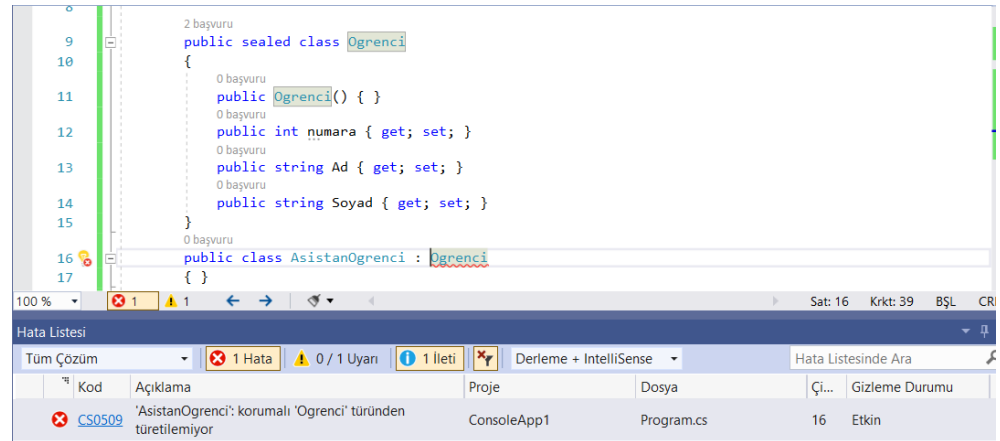 8
2 başvuru
9 public sealed class Ogrenci
10 {
0 başvuru
11 public Ogrenci() { }
0 başvuru
12 public int numara { get; set; }
0 başvuru
13 public string Ad { get; set; }
0 başvuru
14 public string Soyad { get; set; }
15 }
0 başvuru
16 public class AsistanOgrenci : Ogrenci
17 { }
100 % 1 1 Sat: 16 Krkt: 39 BŞL CR
Hata Listesi
Tüm Çözüm 1 Hata 0 / 1 Uyarı 1 İleti Derleme + IntelliSense Hata Listesinde Ara
Kod Açıklama Proje Dosya Çi... Gizleme Durumu
CS0509 'AsistanOgrenci': korumalı 'Ogrenci' türünden ConsoleApp1 Program.cs 16 Etkin
türetilemiyor